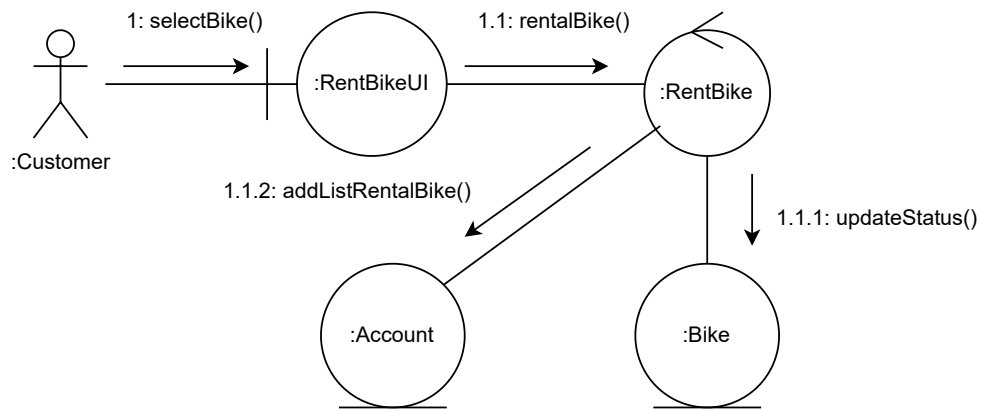 1: selectBike()
1.1: rentalBike()
:RentBikeUI
:RentBike
:Customer
1.1.2: addListRentalBike()
1.1.1: updateStatus()
:Account
:Bike